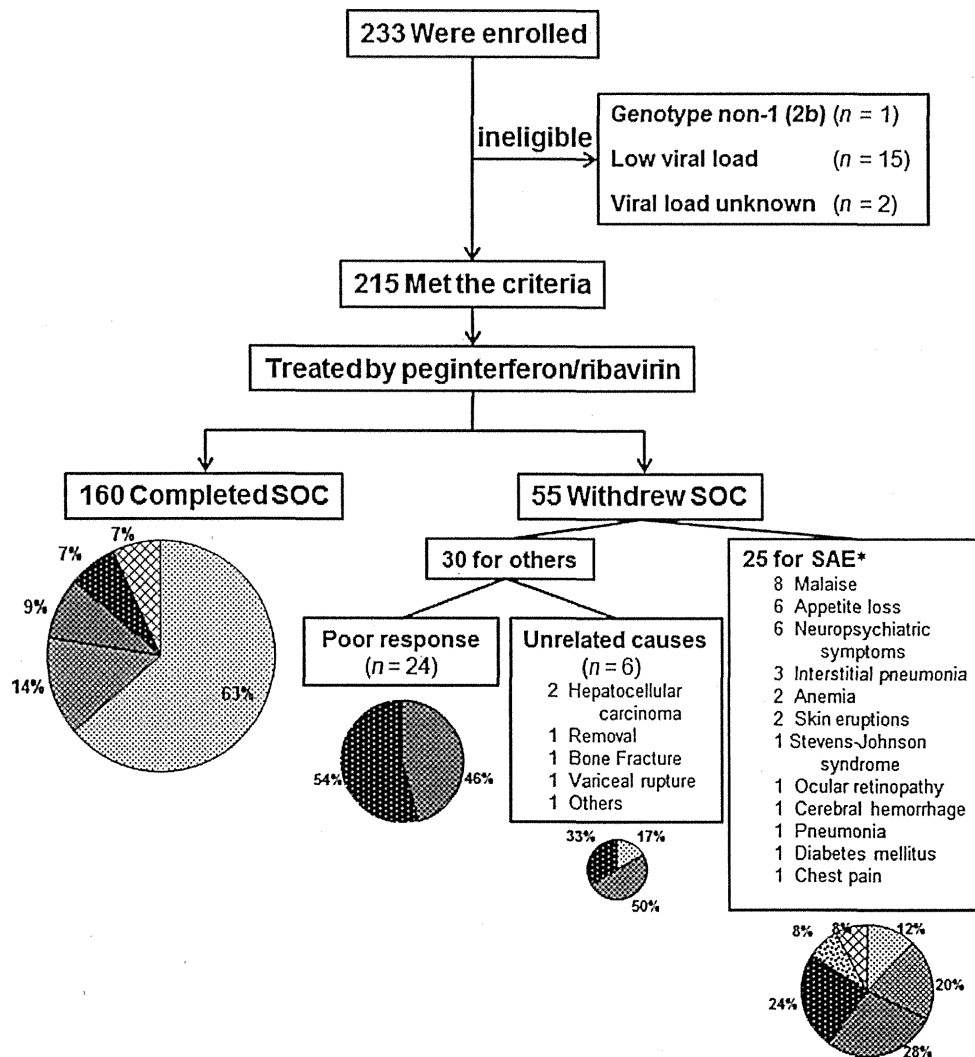 233 Were enrolled
ineligible
Genotype non-1 (2b) (n = 1)
Low viral load (n = 15)
Viral load unknown (n = 2)
215 Met the criteria
Treated by peginterferon/ribavirin
160 Completed SOC
55 Withdrew SOC
7%
7%
9%
14%
63%
30 for others
Poor response
(n = 24)
54%
46%
Unrelated causes
(n = 6)
2 Hepatocellular
carcinoma
1 Removal
1 Bone Fracture
1 Variceal rupture
1 Others
33%
17%
50%
25 for SAE*
8 Malaise
6 Appetite loss
6 Neuropsychiatric
symptoms
3 Interstitial pneumonia
2 Anemia
2 Skin eruptions
1 Stevens-Johnson
syndrome
1 Ocular retinopathy
1 Cerebral hemorrhage
1 Pneumonia
1 Diabetes mellitus
1 Chest pain
8%
8%
12%
20%
24%
28%